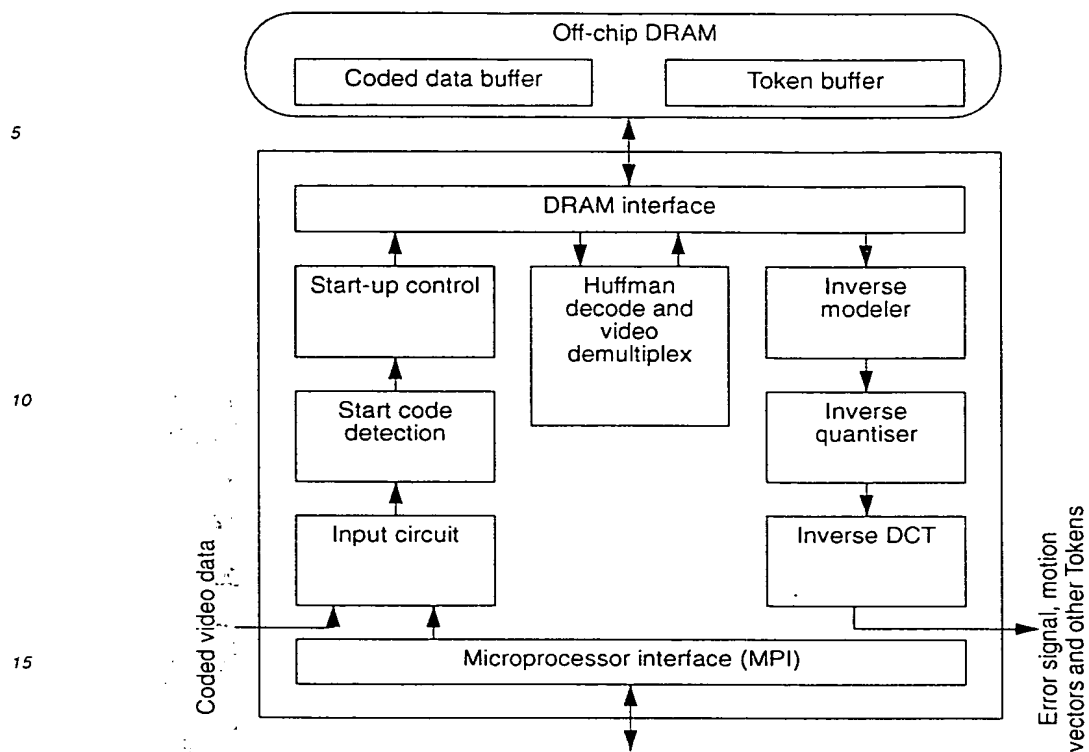 Off-chip DRAM
Coded data buffer
Token buffer
5
DRAM interface
Start-up control
Huffman
decode and
video
demultiplex
Inverse
modeler
10
Start code
detection
Inverse
quantiser
Input circuit
Inverse DCT
Coded video data
Error signal, motion
vectors and other Tokens
15
Microprocessor interface (MPI)